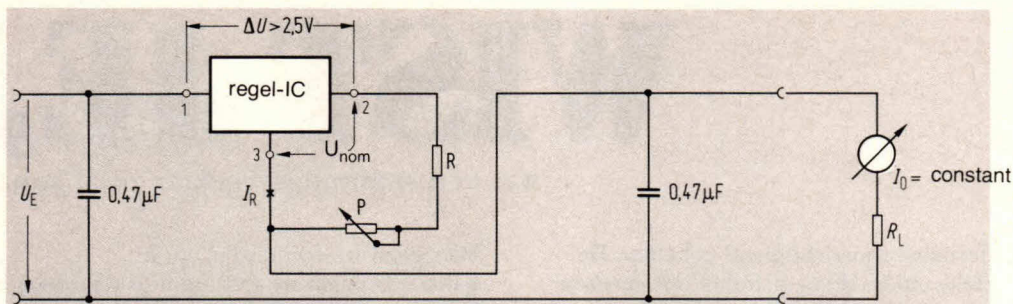 ΔU > 2,5V
regel-IC
1
2
3
U_nom
U_E
0,47µF
I_R
P
R
0,47µF
I_0 = constant
R_L